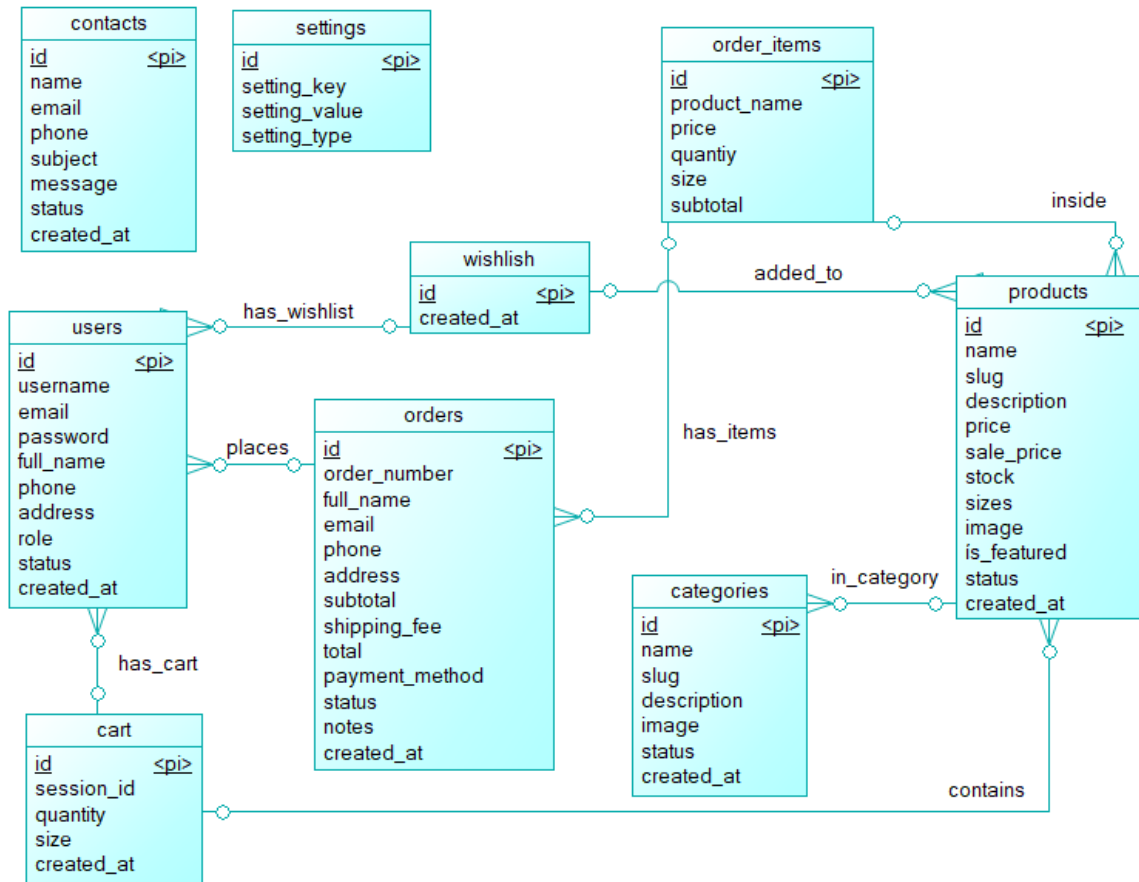 contacts
id <pi>
name
email
phone
subject
message
status
created_at
settings
id <pi>
setting_key
setting_value
setting_type
order_items
id <pi>
product_name
price
quantiy
size
subtotal
inside
wishlist
id <pi>
created_at
added_to
has_wishlist
users
id <pi>
username
email
password
full_name
phone
address
role
status
created_at
places
orders
id <pi>
order_number
full_name
email
phone
address
subtotal
shipping_fee
total
payment_method
status
notes
created_at
has_items
products
id <pi>
name
slug
description
price
sale_price
stock
sizes
image
ís_featured
status
created_at
in_category
categories
id <pi>
name
slug
description
image
status
created_at
has_cart
cart
id <pi>
session_id
quantity
size
created_at
contains